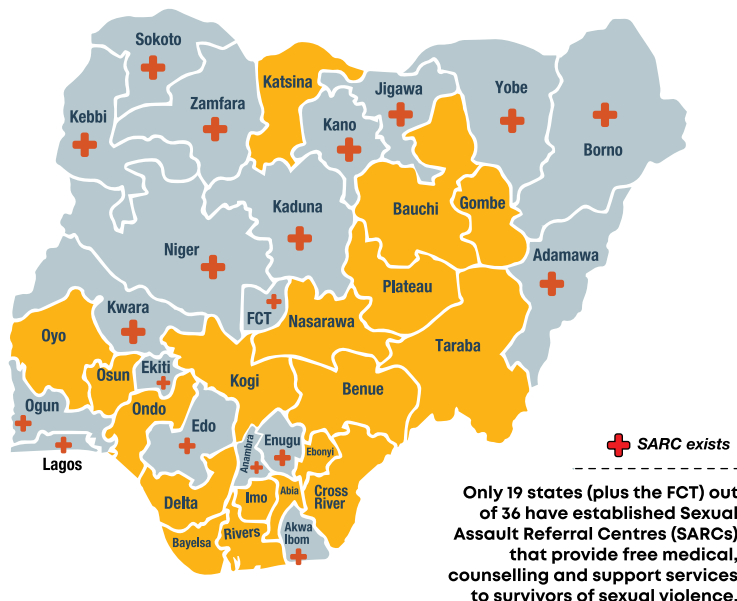 Sokoto
Katsina
Jigawa
Yobe
Zamfara
Kebbi
Kano
Borno
Kaduna
Bauchi
Gombe
Niger
Adamawa
Plateau
Kwara
FCT
Nasarawa
Oyo
Taraba
Osun
Ekiti
Kogi
Benue
Ogun
Ondo
Edo
Enugu
Anambra
Ebonyi
Lagos
Delta
Imo
Abia
Cross
River
Bayelsa
Rivers
Akwa
Ibom
SARC exists
Only 19 states (plus the FCT) out
of 36 have established Sexual
Assault Referral Centres (SARCs)
that provide free medical,
counselling and support services
to survivors of sexual violence.